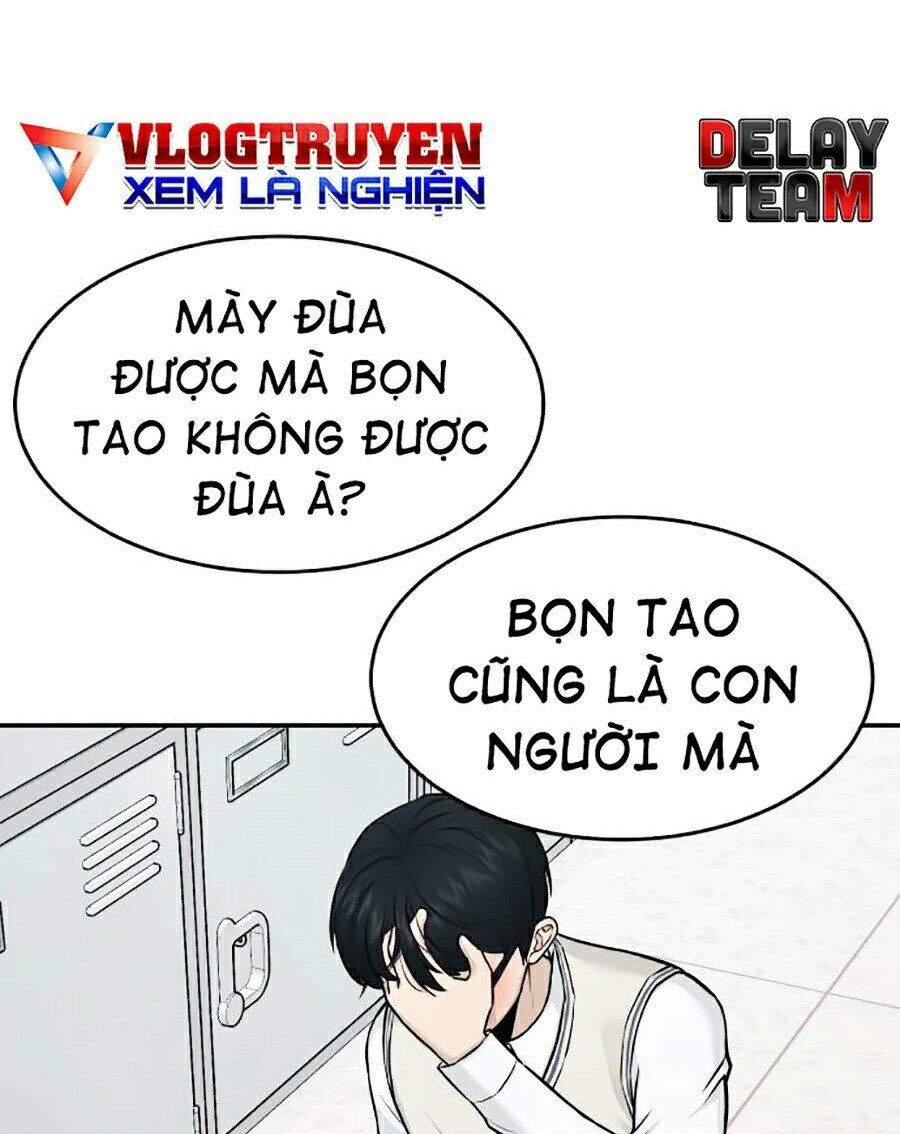 VLOGTRUYEN
XEM LÀ NGHIỆN
DELAY
TEAM
MÀY ĐÙA
ĐƯỢC MÀ BỌN
TAO KHÔNG ĐƯỢC
ĐÙA À?
BỌN TAO
CŨNG LÀ CON
NGƯỜI MÀ